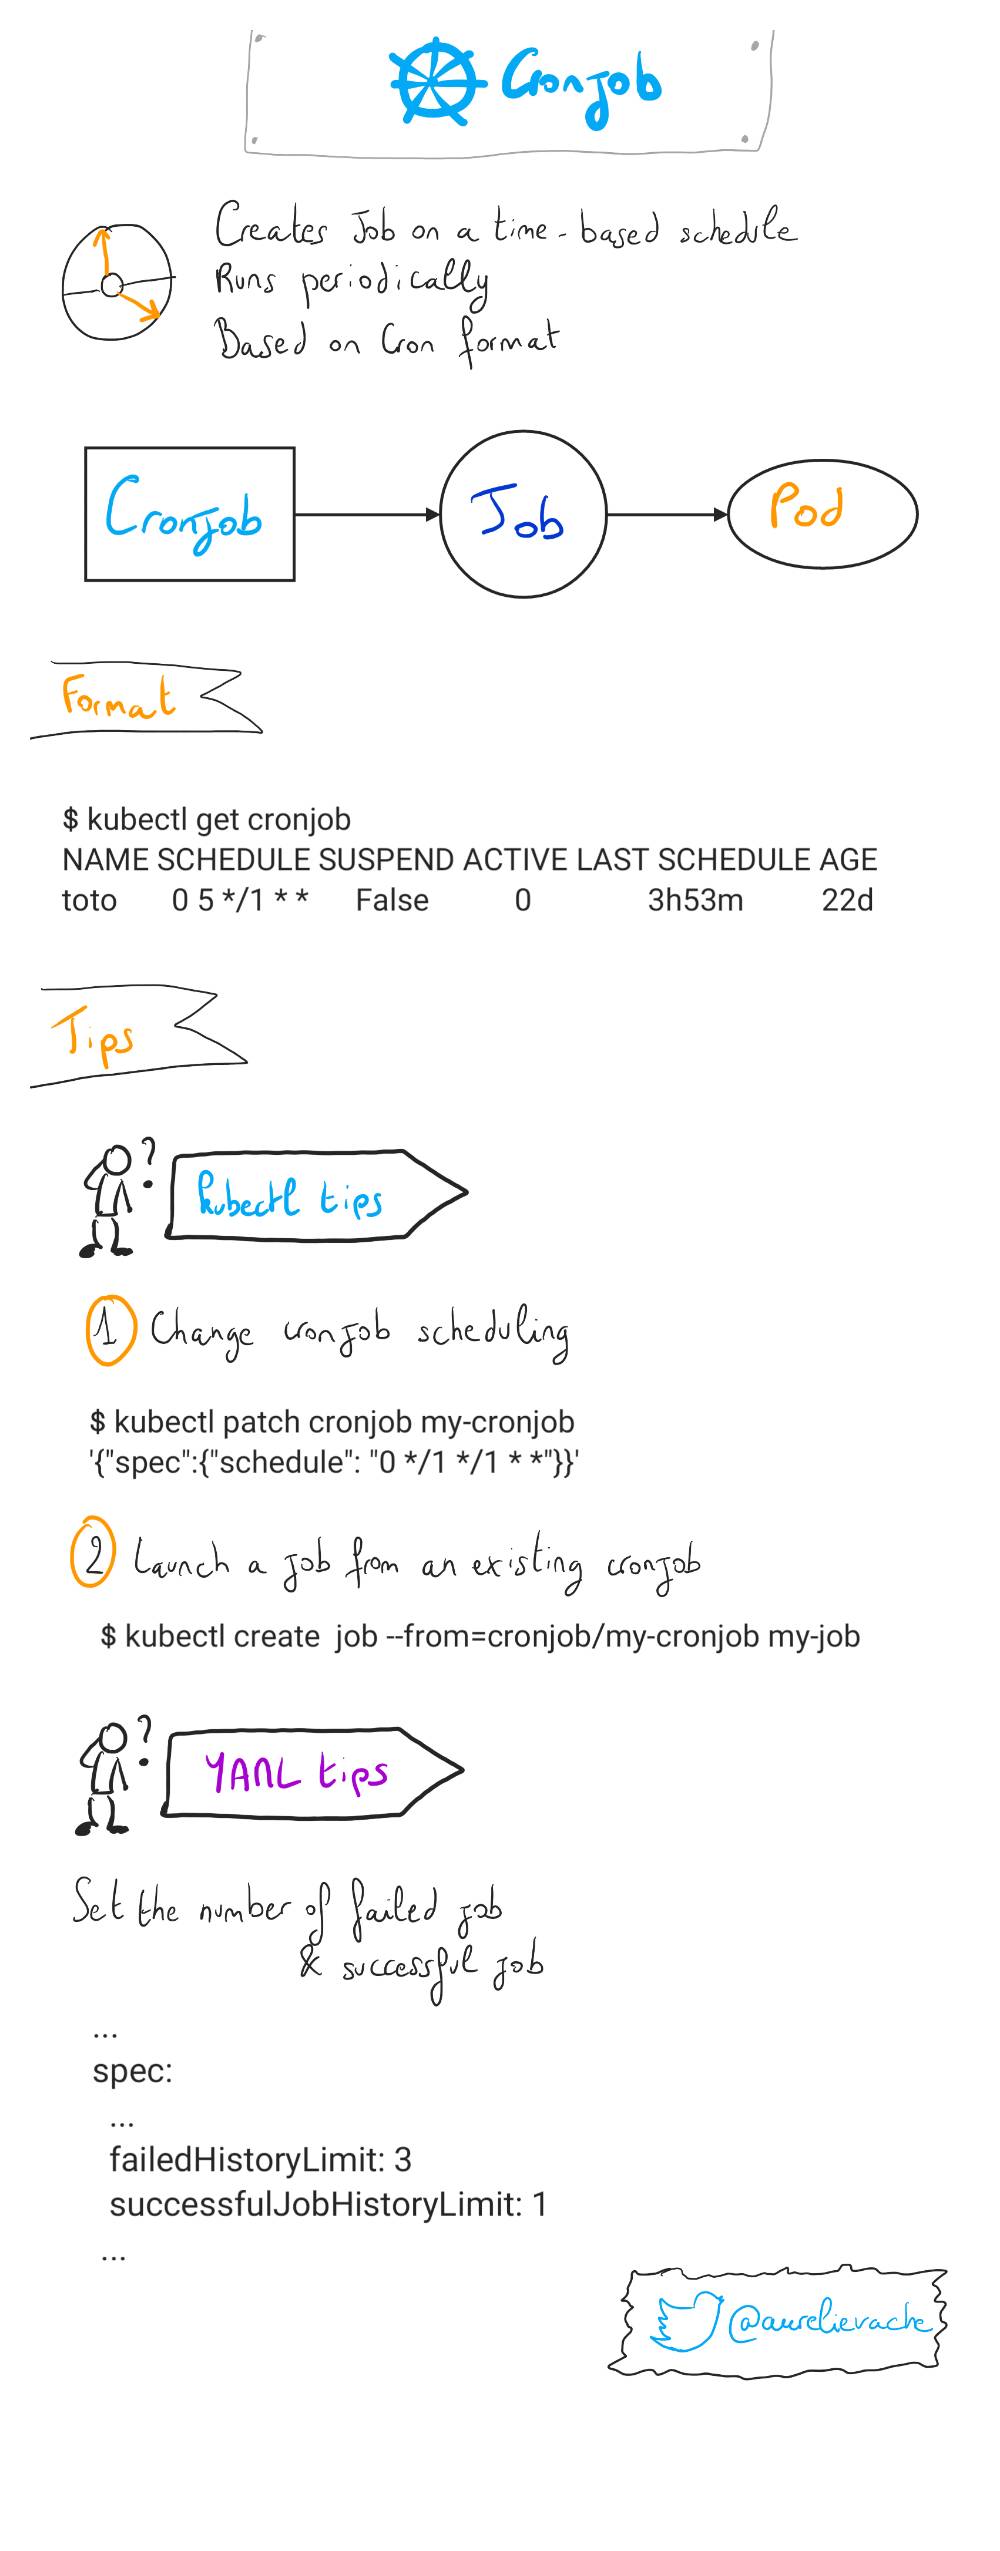 Cronjob
Creates Job on a time-based schedule
Runs periodically
Based on Cron format
Cronjob
Job
Pod
Format
$ kubectl get cronjob
NAME SCHEDULE SUSPEND ACTIVE LAST SCHEDULE AGE
toto 0 5 */1 * * False 0 3h53m 22d
Tips
?
kubectl tips
1 Change cronjob scheduling
$ kubectl patch cronjob my-cronjob
'{"spec":{"schedule": "0 */1 */1 * *"}}'
2 Launch a job from an existing cronjob
$ kubectl create job --from=cronjob/my-cronjob my-job
?
YAML tips
Set the number of failed job
& successful job
...
spec:
...
failedHistoryLimit: 3
successfulJobHistoryLimit: 1
...
@aurelievache